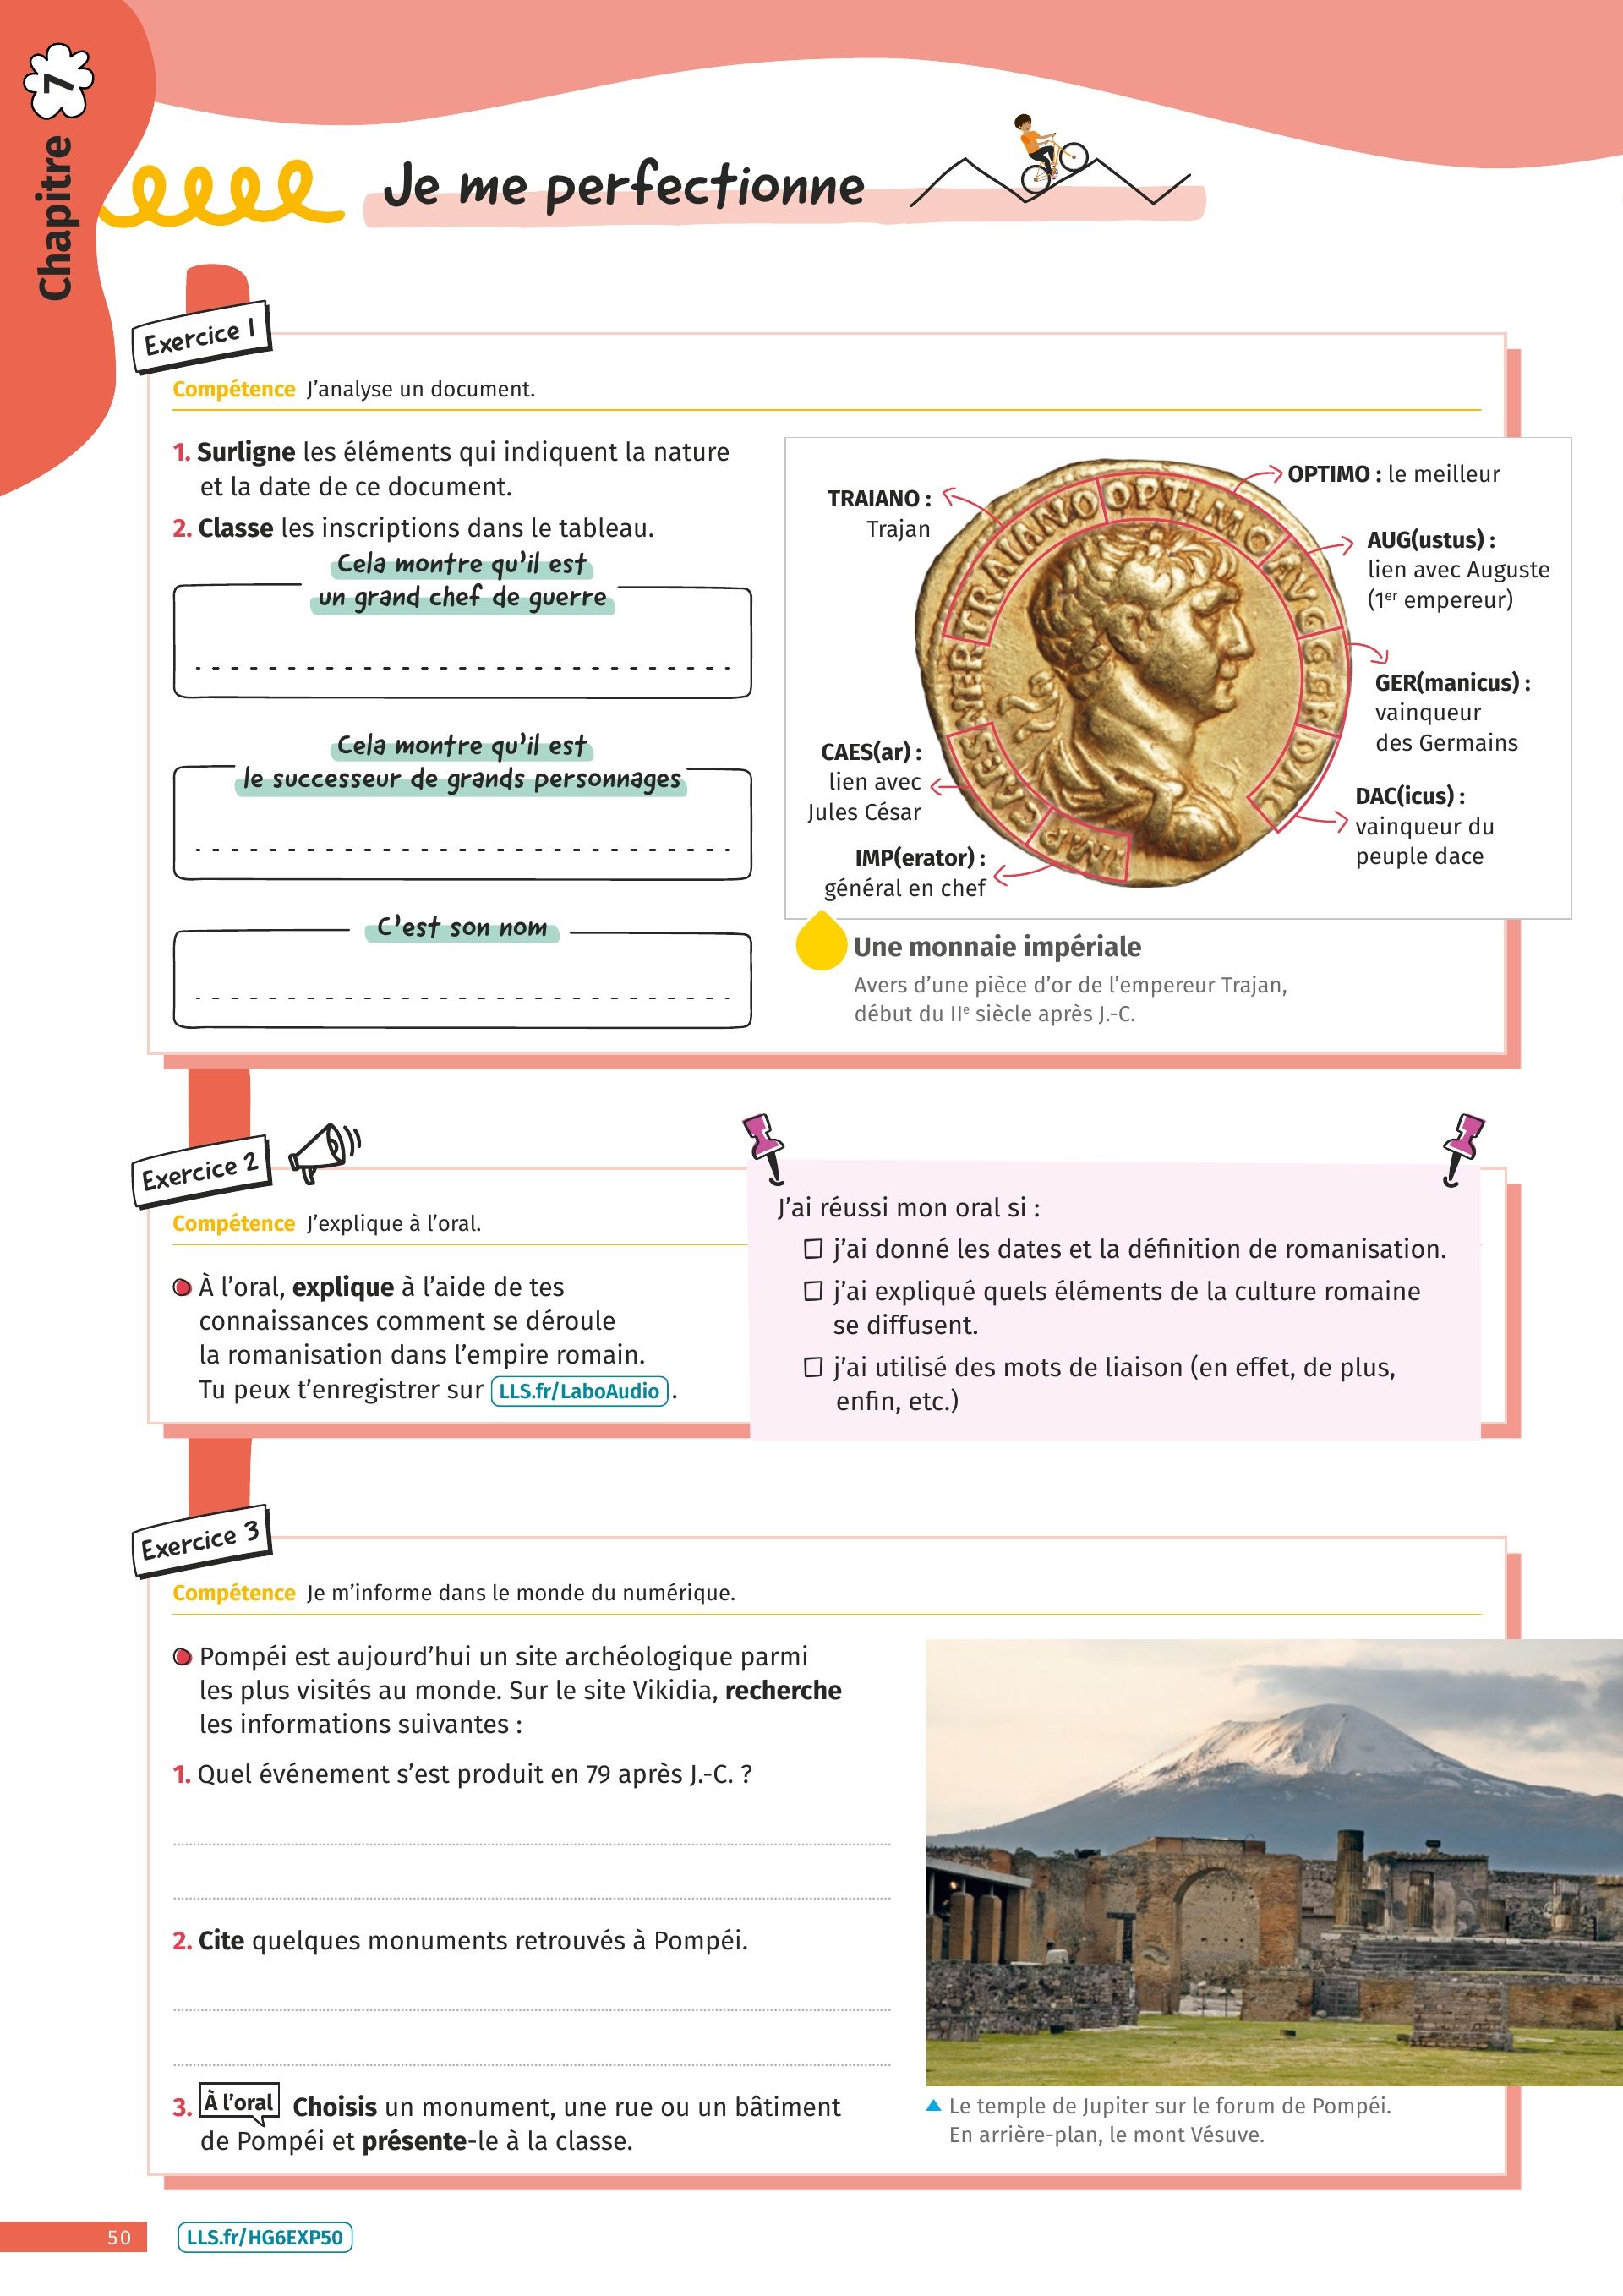 Chapitre 7
Je me perfectionne
Exercice 1
Compétence J'analyse un document.
1. Surligne les éléments qui indiquent la nature
et la date de ce document.
2. Classe les inscriptions dans le tableau.
Cela montre qu'il est
un grand chef de guerre
Cela montre qu'il est
le successeur de grands personnages
C'est son nom
TRAIANO :
Trajan
OPTIMO : le meilleur
AUG(ustus) :
lien avec Auguste
(1er empereur)
GER(manicus) :
vainqueur
des Germains
DAC(icus) :
vainqueur du
peuple dace
CAES(ar) :
lien avec
Jules César
IMP(erator) :
général en chef
IMP CAES NER TRAIANO OPTIMO AVG GER DAC
Une monnaie impériale
Avers d'une pièce d'or de l'empereur Trajan,
début du IIe siècle après J.-C.
Exercice 2
Compétence J'explique à l'oral.
À l'oral, explique à l'aide de tes
connaissances comment se déroule
la romanisation dans l'empire romain.
Tu peux t'enregistrer sur LLS.fr/LaboAudio .
J'ai réussi mon oral si :
j'ai donné les dates et la définition de romanisation.
j'ai expliqué quels éléments de la culture romaine
se diffusent.
j'ai utilisé des mots de liaison (en effet, de plus,
enfin, etc.)
Exercice 3
Compétence Je m'informe dans le monde du numérique.
Pompéi est aujourd'hui un site archéologique parmi
les plus visités au monde. Sur le site Vikidia, recherche
les informations suivantes :
1. Quel événement s'est produit en 79 après J.-C. ?
2. Cite quelques monuments retrouvés à Pompéi.
3. À l'oral Choisis un monument, une rue ou un bâtiment
de Pompéi et présente-le à la classe.
Le temple de Jupiter sur le forum de Pompéi.
En arrière-plan, le mont Vésuve.
50
LLS.fr/HG6EXP50